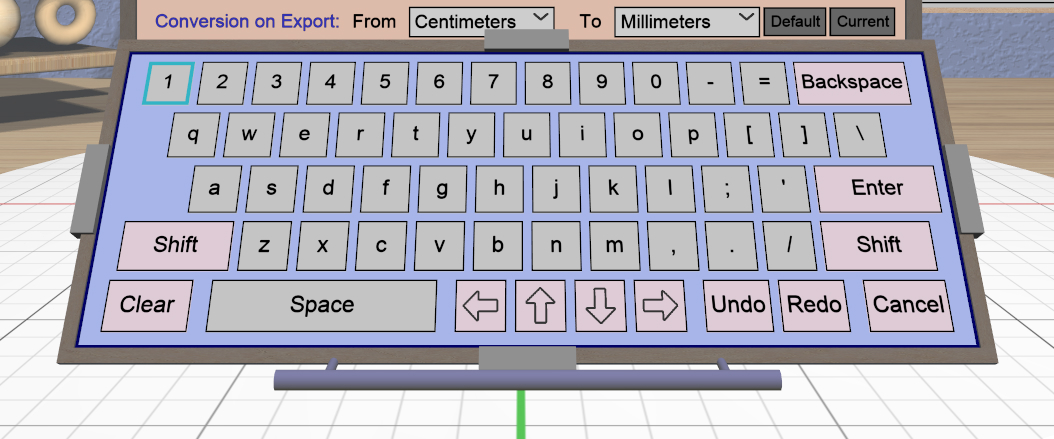 Conversion on Export: From Centimeters To Millimeters Default Current
1 2 3 4 5 6 7 8 9 0 - = Backspace
q w e r t y u i o p [ ] \
a s d f g h j k l ; ' Enter
Shift z x c v b n m , . / Shift
Clear Space Undo Redo Cancel